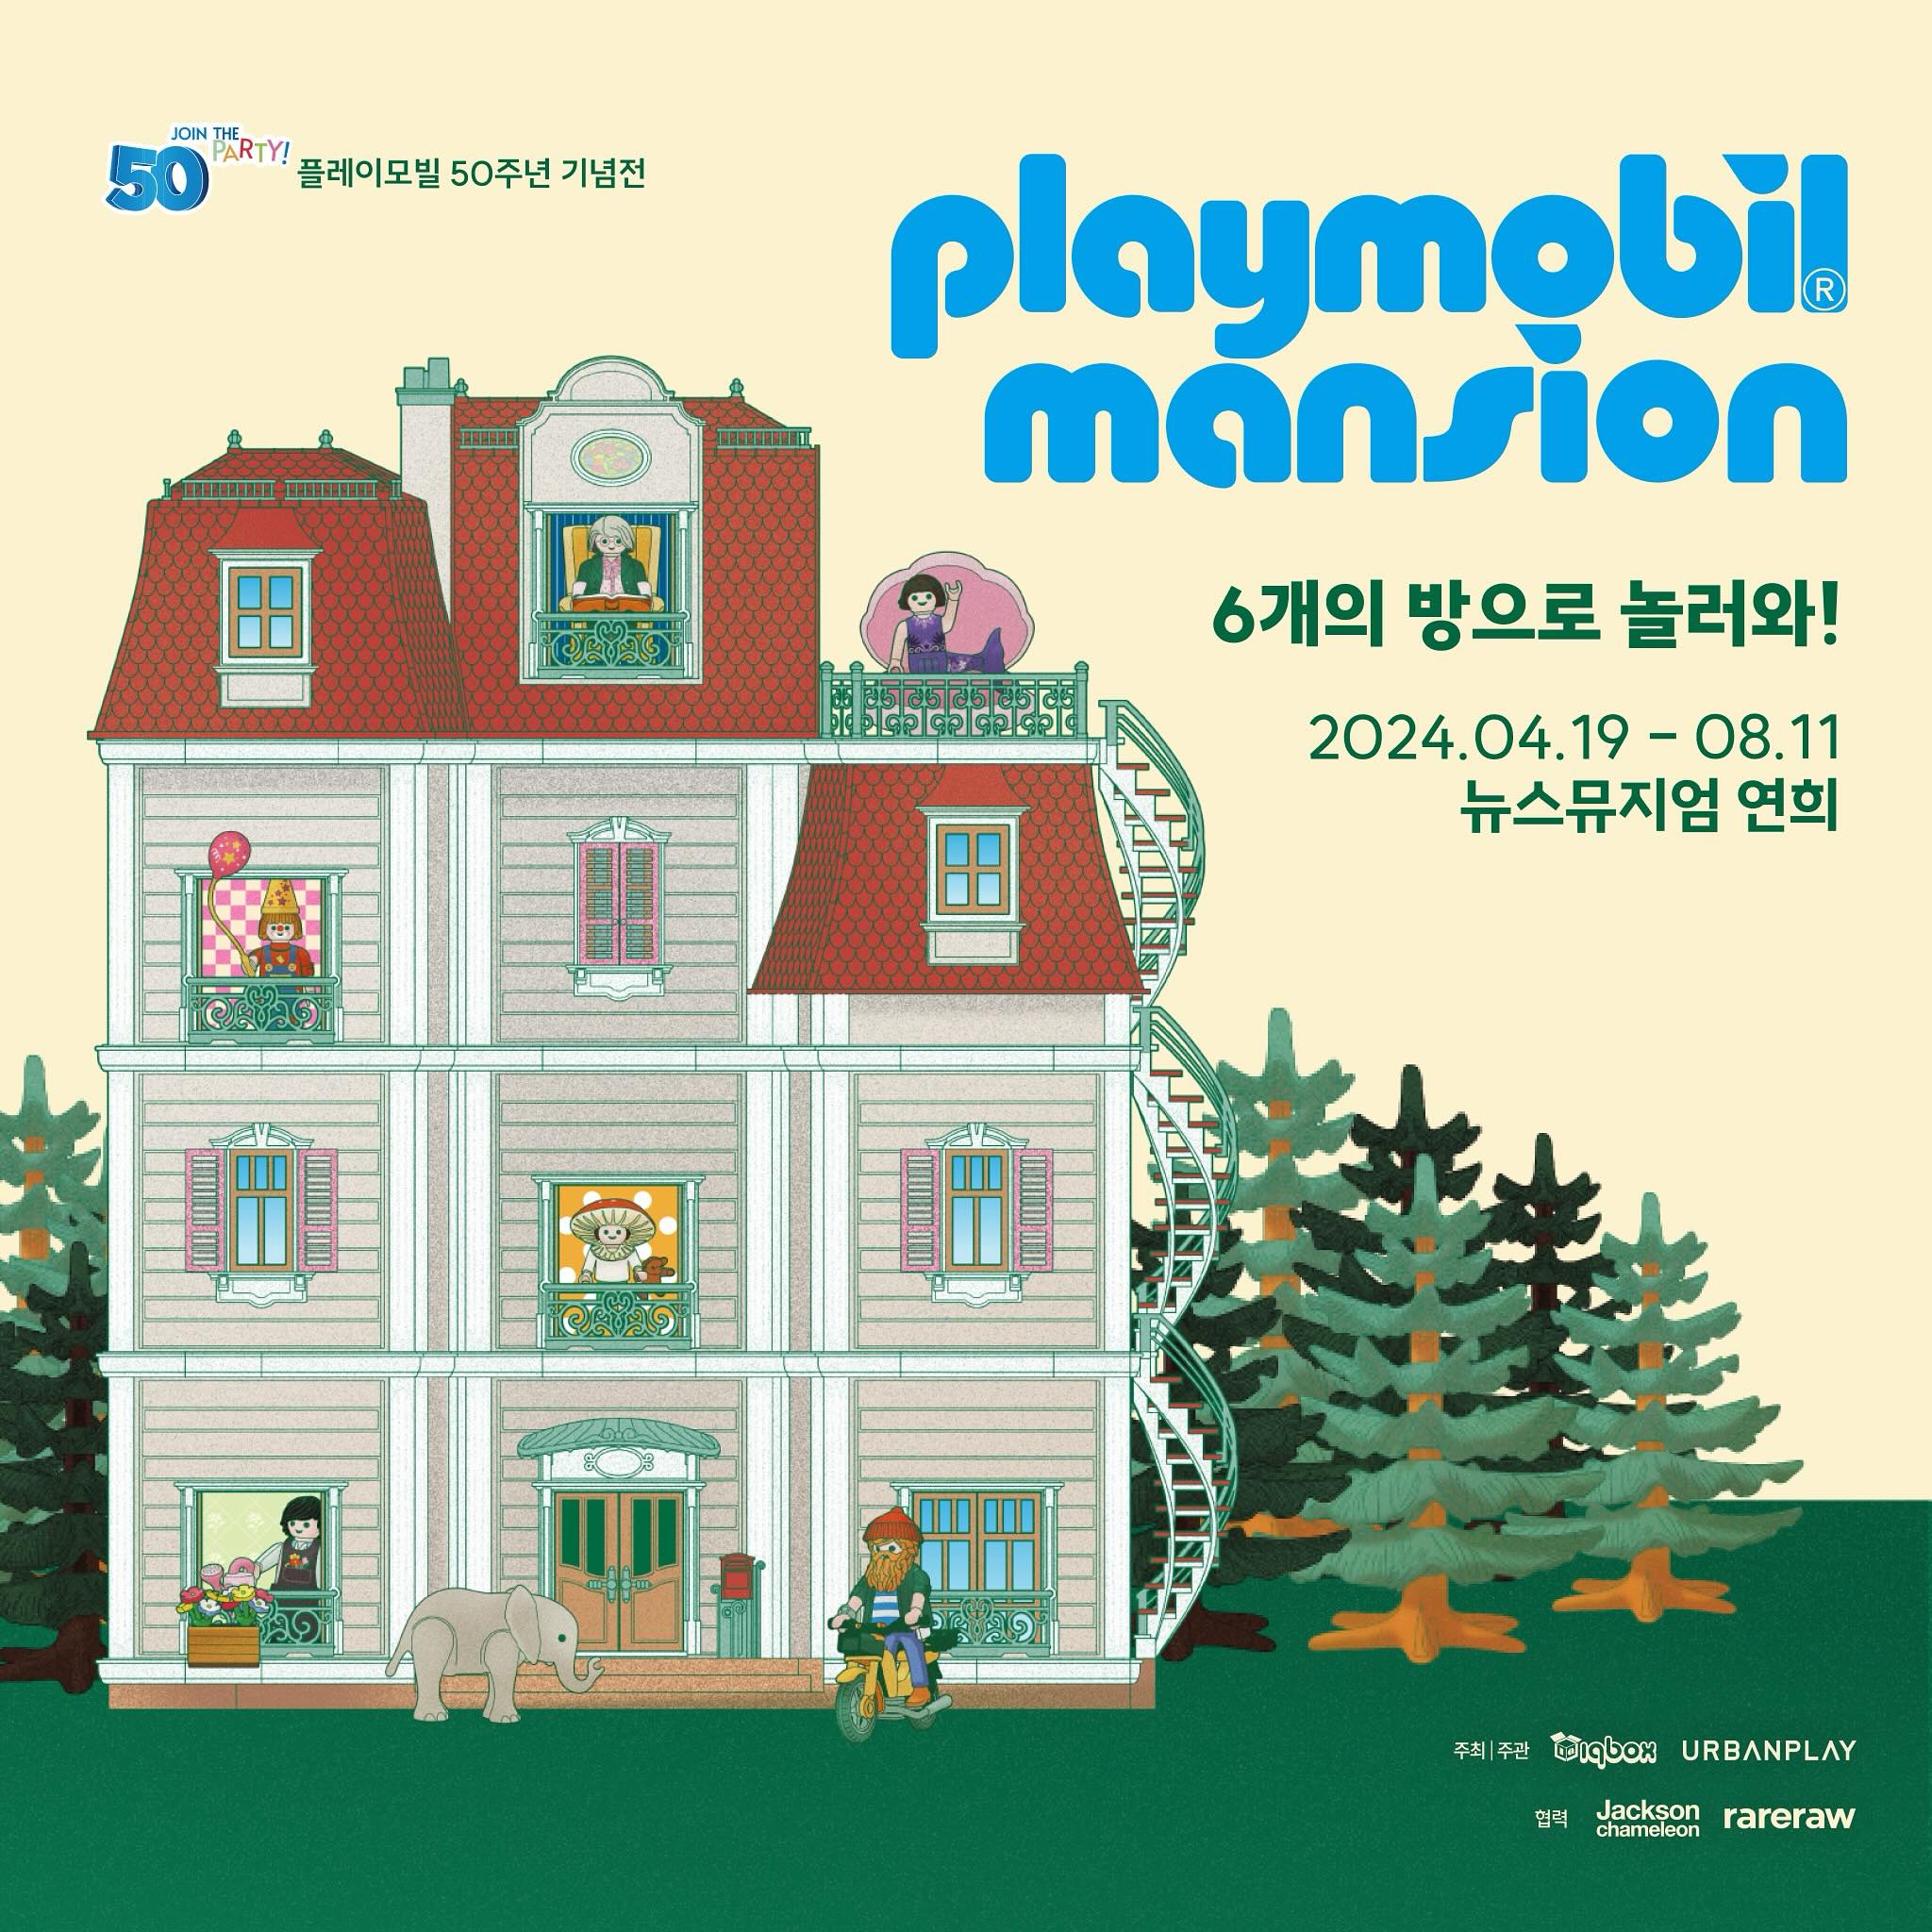 JOIN THE
PARTY!
50
플레이모빌 50주년 기념전
playmobil®
mansion
6개의 방으로 놀러와!
2024.04.19 – 08.11
뉴스뮤지엄 연희
주최|주관 iqbox URBANPLAY
협력 Jackson chameleon rareraw